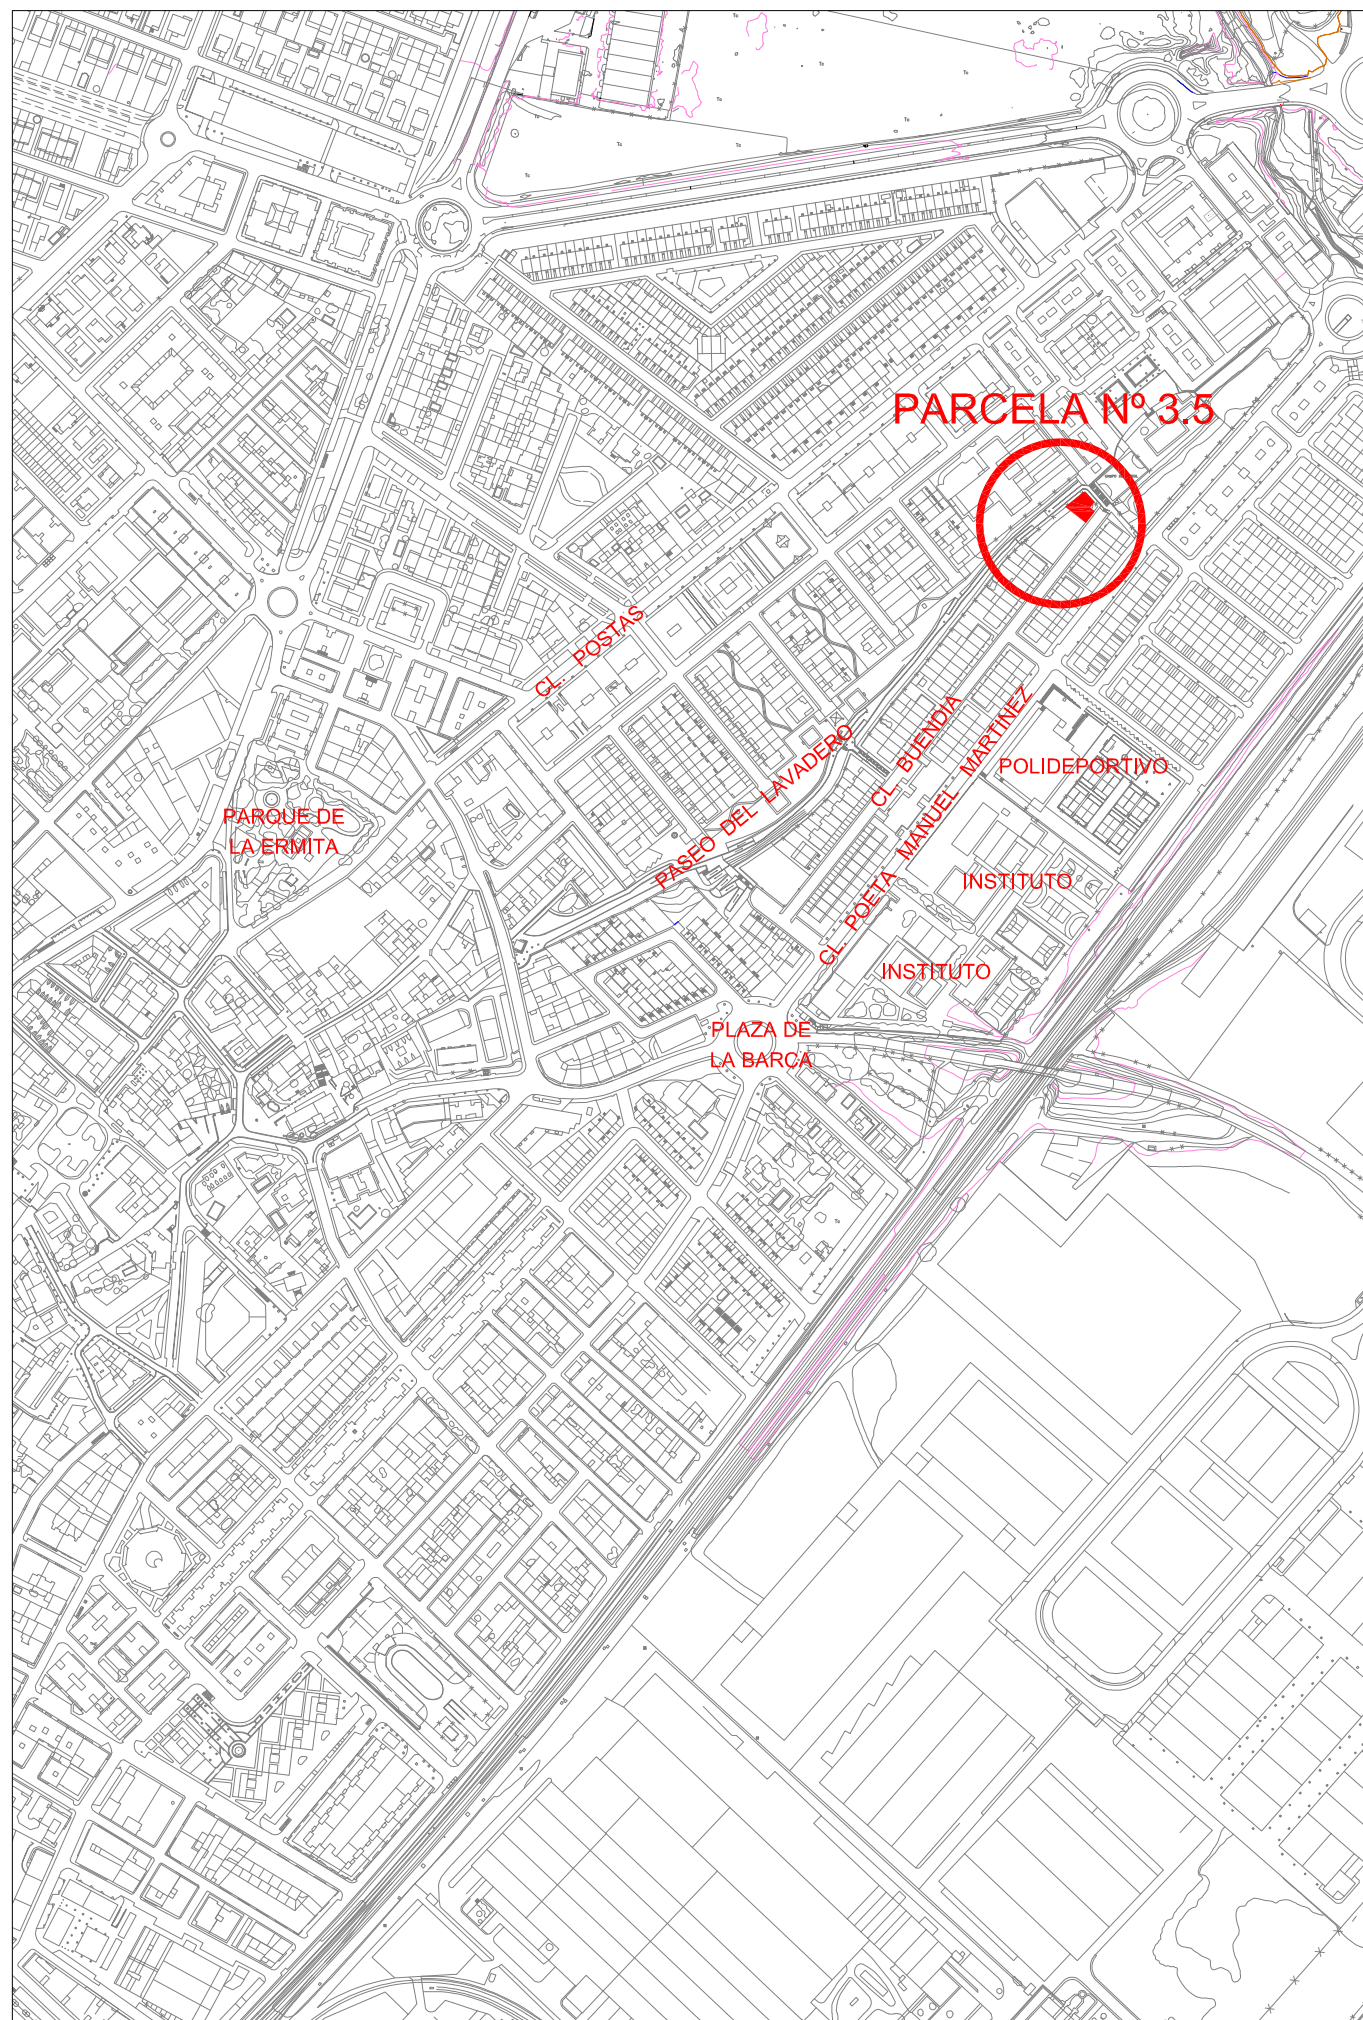 PARCELA Nº 3.5
CL. POSTAS
PASEO DEL LAVADERO
CL. BUENDIA
CL. POETA MANUEL MARTINEZ
POLIDEPORTIVO
PARQUE DE
LA ERMITA
INSTITUTO
INSTITUTO
PLAZA DE
LA BARCA